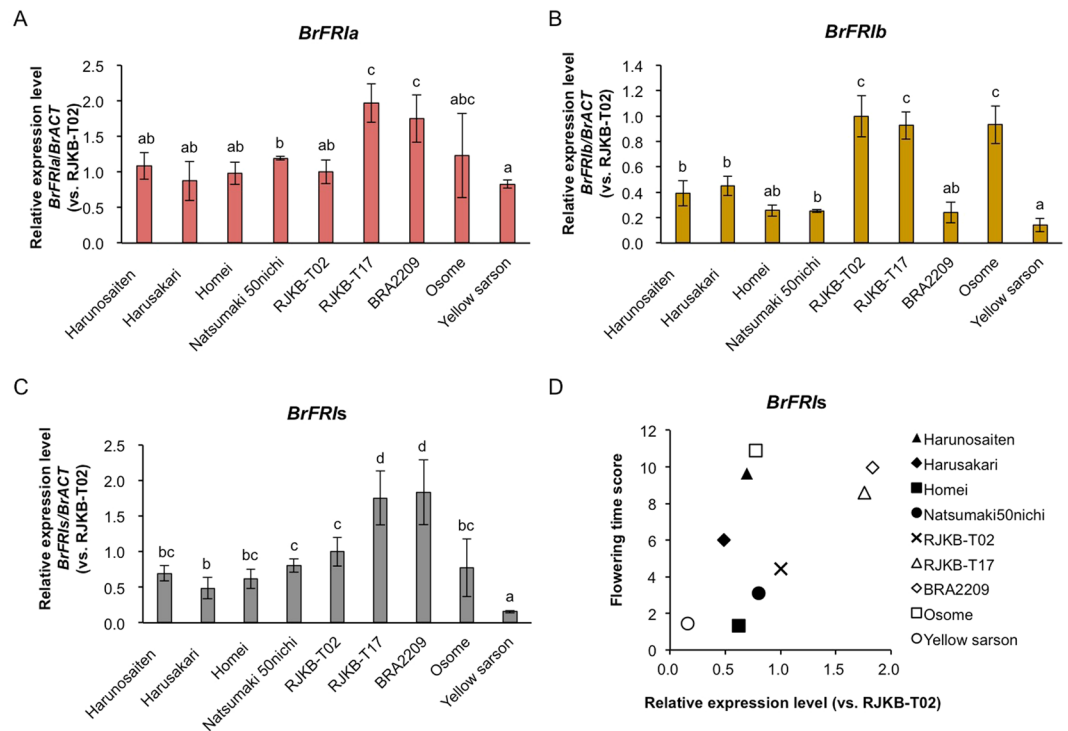 A
BrFRIa
Relative expression level
BrFRIa/BrACT
(vs. RJKB-T02)
2.5
2.0
1.5
1.0
0.5
0.0
ab
ab
ab
b
ab
c
c
abc
a
Harunosaiten
Harusakari
Homei
Natsumaki 50nichi
RJKB-T02
RJKB-T17
BRA2209
Osome
Yellow sarson
B
BrFRIb
Relative expression level
BrFRIb/BrACT
(vs. RJKB-T02)
1.4
1.2
1.0
0.8
0.6
0.4
0.2
0.0
b
b
ab
b
c
c
ab
c
a
Harunosaiten
Harusakari
Homei
Natsumaki 50nichi
RJKB-T02
RJKB-T17
BRA2209
Osome
Yellow sarson
C
BrFRIs
Relative expression level
BrFRIs/BrACT
(vs. RJKB-T02)
2.5
2.0
1.5
1.0
0.5
0.0
bc
b
bc
c
c
d
d
bc
a
Harunosaiten
Harusakari
Homei
Natsumaki 50nichi
RJKB-T02
RJKB-T17
BRA2209
Osome
Yellow sarson
D
BrFRIs
Flowering time score
12
10
8
6
4
2
0
0.0
0.5
1.0
1.5
2.0
Relative expression level (vs. RJKB-T02)
Harunosaiten
Harusakari
Homei
Natsumaki50nichi
RJKB-T02
RJKB-T17
BRA2209
Osome
Yellow sarson